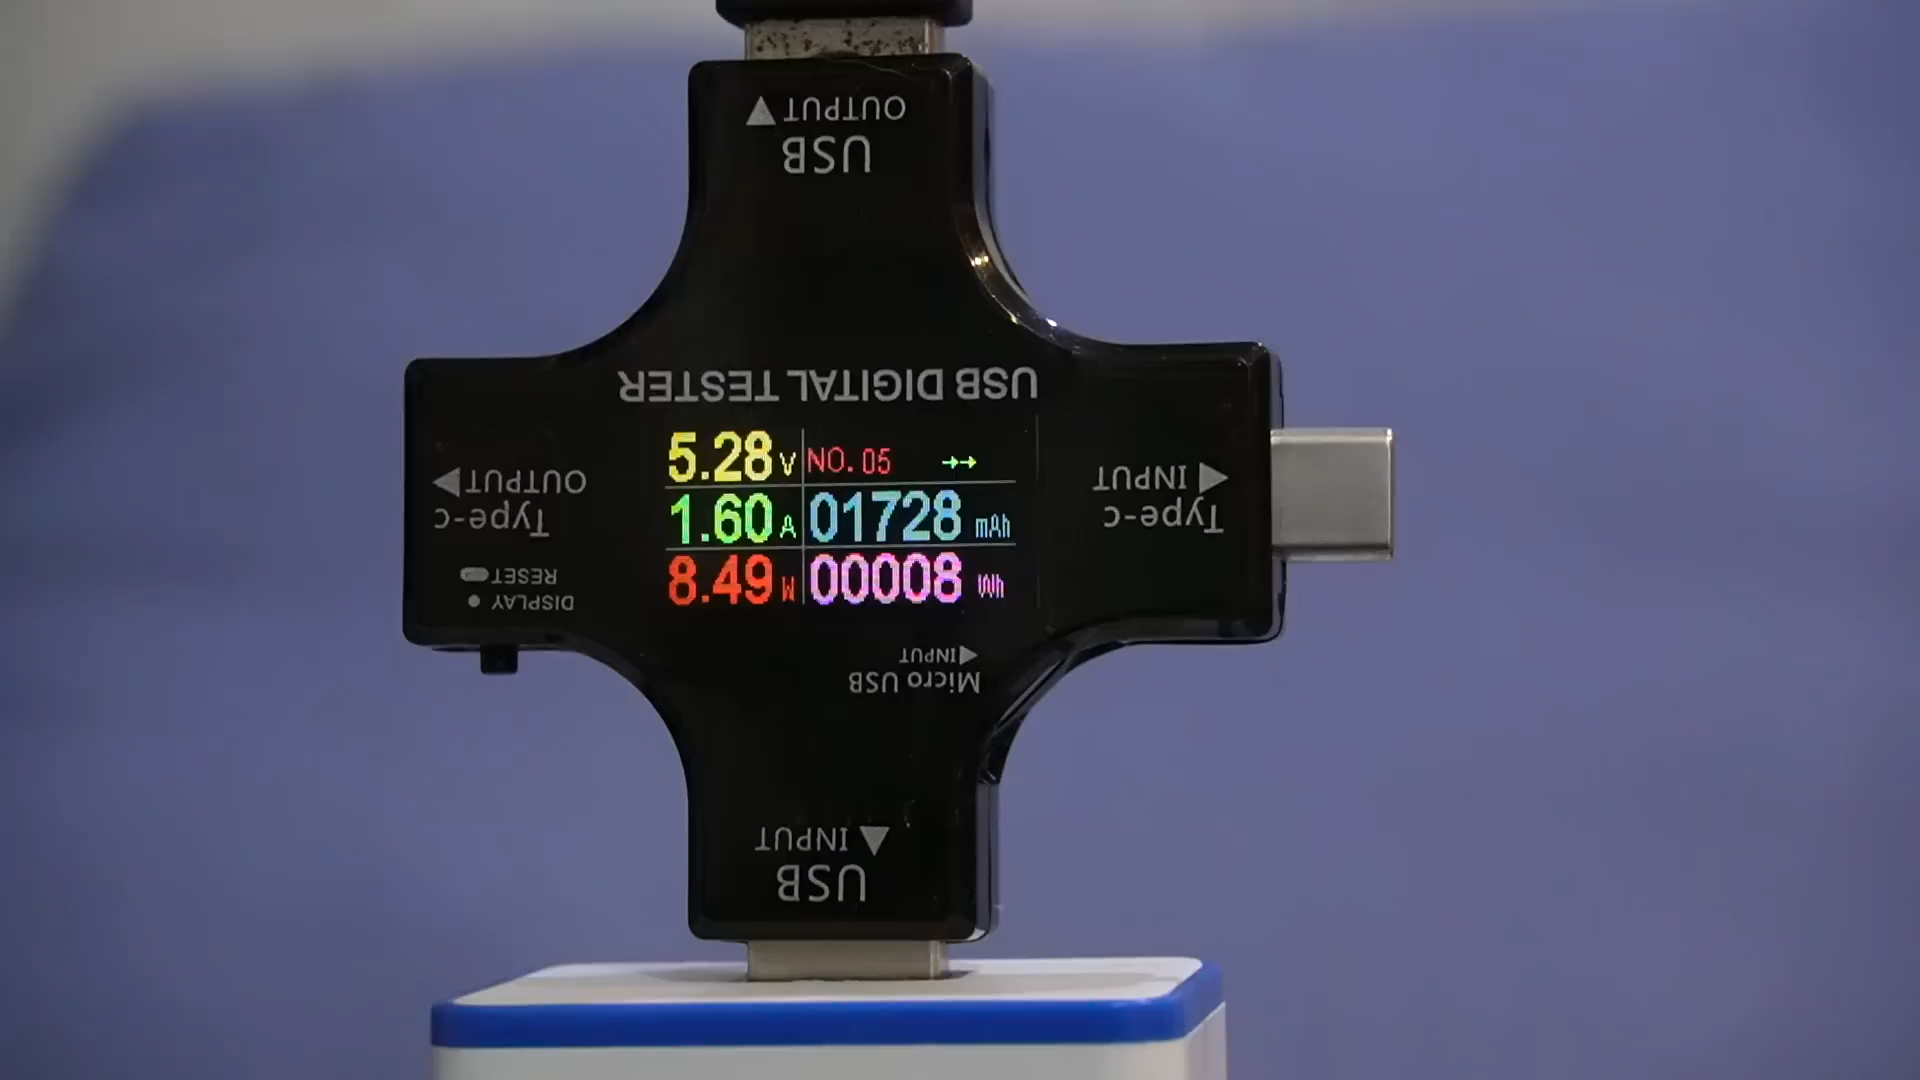 OUTPUT
USB
USB DIGITAL TESTER
5.28 V NO. 05
1.60 A 01728 mAh
8.49 W 00008 Wh
Type-c
OUTPUT
RESET
DISPLAY
Type-c
INPUT
Micro USB
INPUT
INPUT
USB